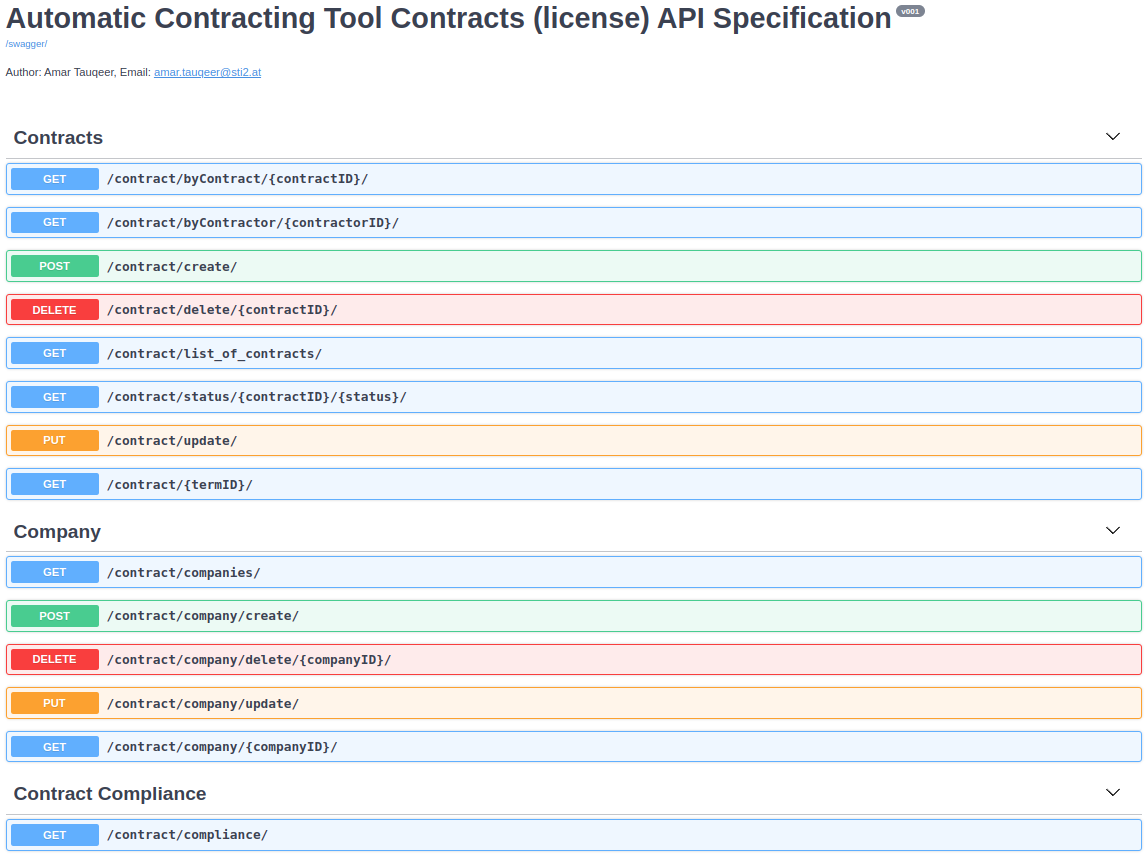 Automatic Contracting Tool Contracts (license) API Specification v001
/swagger/
Author: Amar Tauqeer, Email: amar.tauqeer@sti2.at
Contracts
GET /contract/byContract/{contractID}/
GET /contract/byContractor/{contractorID}/
POST /contract/create/
DELETE /contract/delete/{contractID}/
GET /contract/list_of_contracts/
GET /contract/status/{contractID}/{status}/
PUT /contract/update/
GET /contract/{termID}/
Company
GET /contract/companies/
POST /contract/company/create/
DELETE /contract/company/delete/{companyID}/
PUT /contract/company/update/
GET /contract/company/{companyID}/
Contract Compliance
GET /contract/compliance/